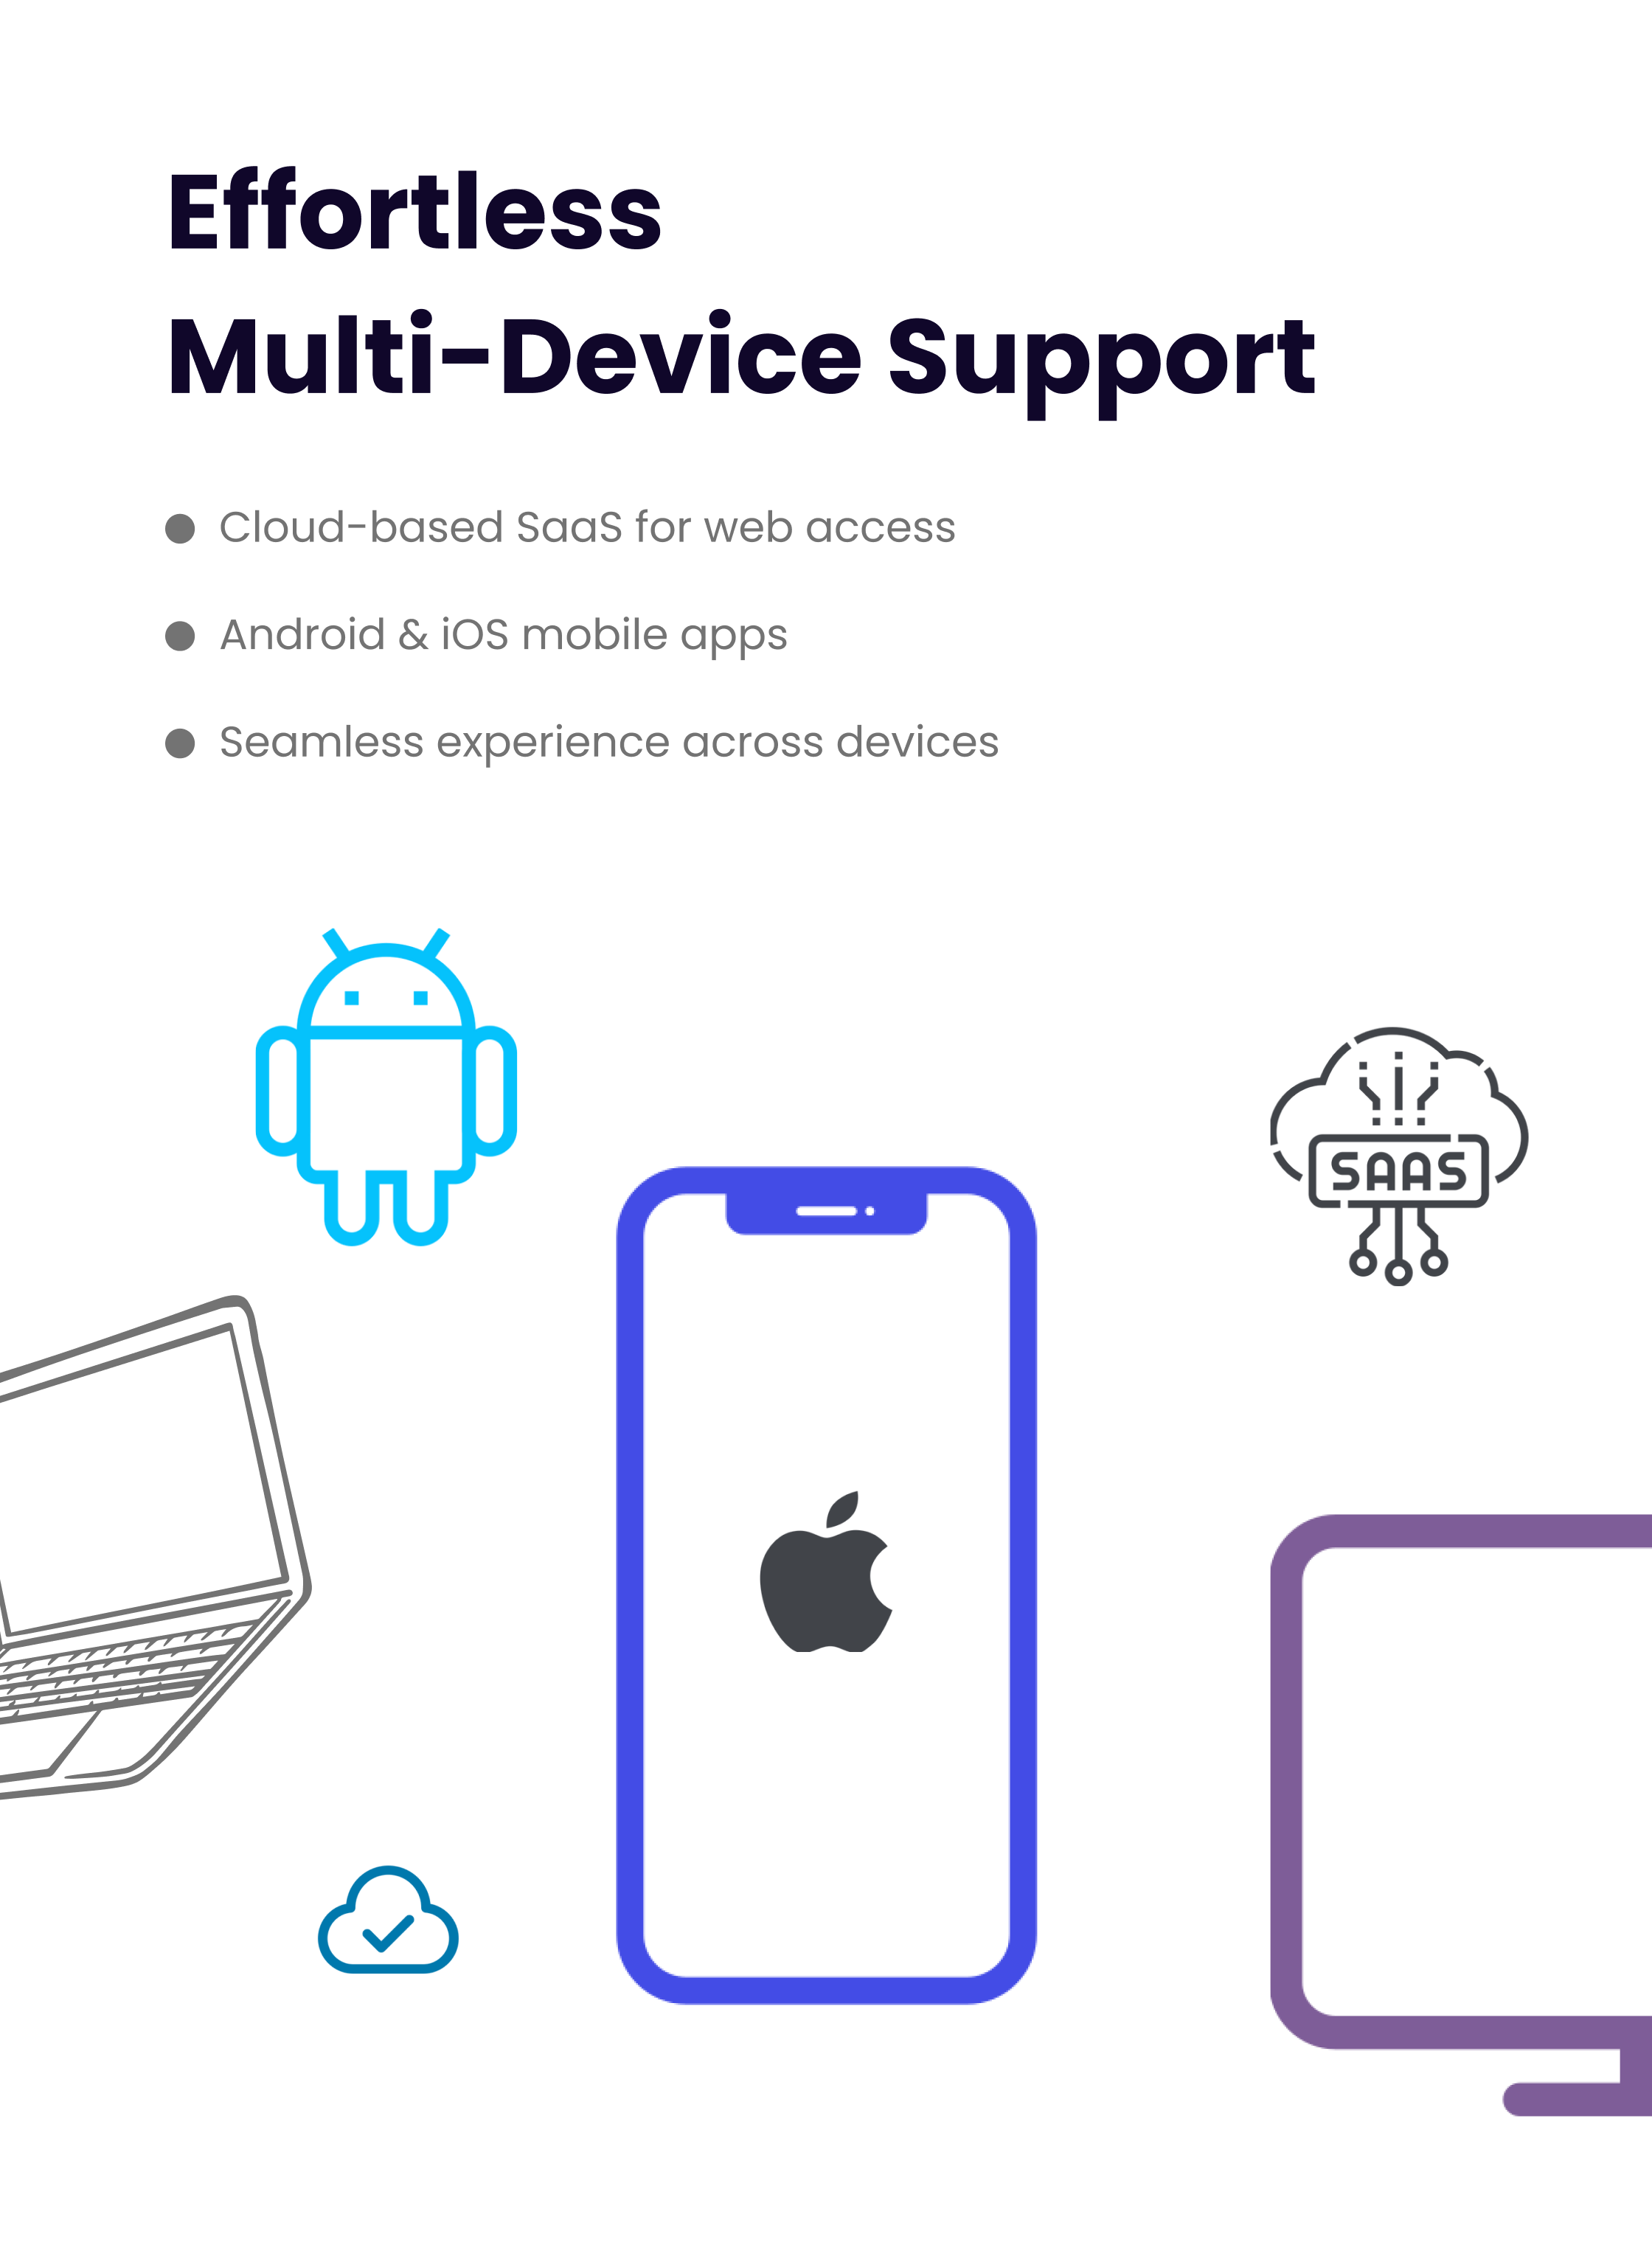 Effortless
Multi-Device Support
Cloud-based SaaS for web access
Android & iOS mobile apps
Seamless experience across devices
SAAS